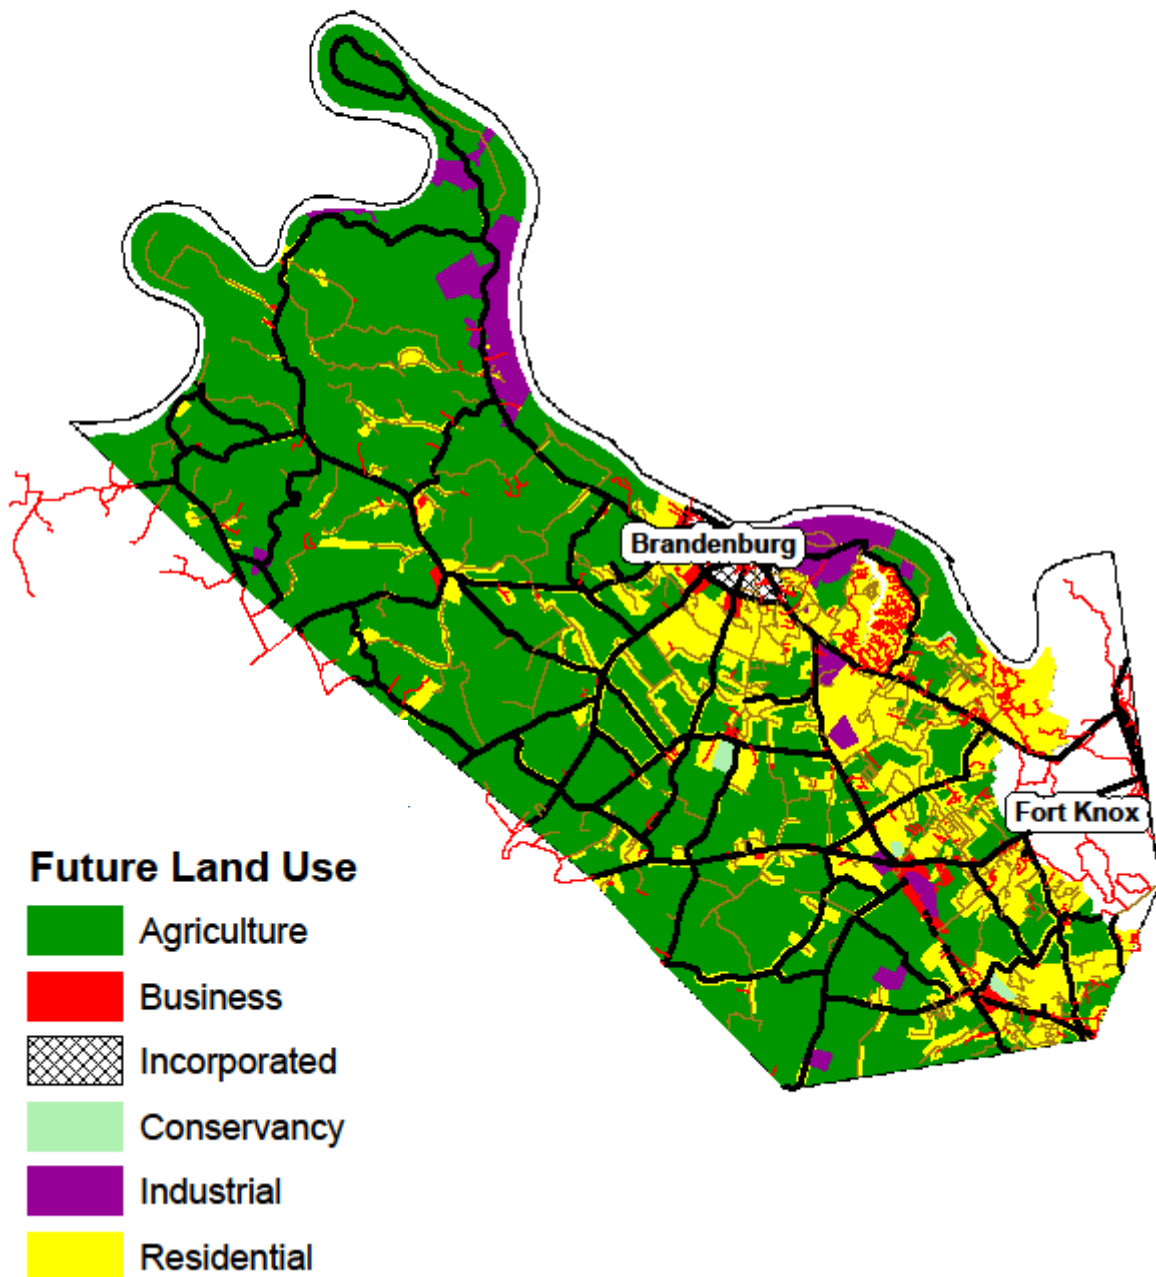 Brandenburg
Fort Knox
Future Land Use
Agriculture
Business
Incorporated
Conservancy
Industrial
Residential